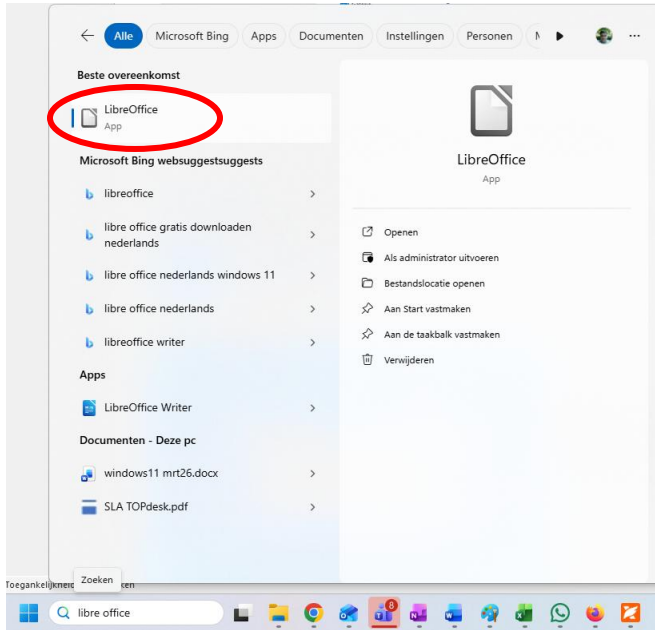 Alle Microsoft Bing Apps Documenten Instellingen Personen
Beste overeenkomst
LibreOffice
App
LibreOffice
App
Microsoft Bing websuggestsuggests
libreoffice
libre office gratis downloaden
nederlands
libre office nederlands windows 11
libre office nederlands
libreoffice writer
Openen
Als administrator uitvoeren
Bestandslocatie openen
Aan Start vastmaken
Aan de taakbalk vastmaken
Verwijderen
Apps
LibreOffice Writer
Documenten - Deze pc
windows11 mrt26.docx
SLA TOPdesk.pdf
Zoeken
libre office
8